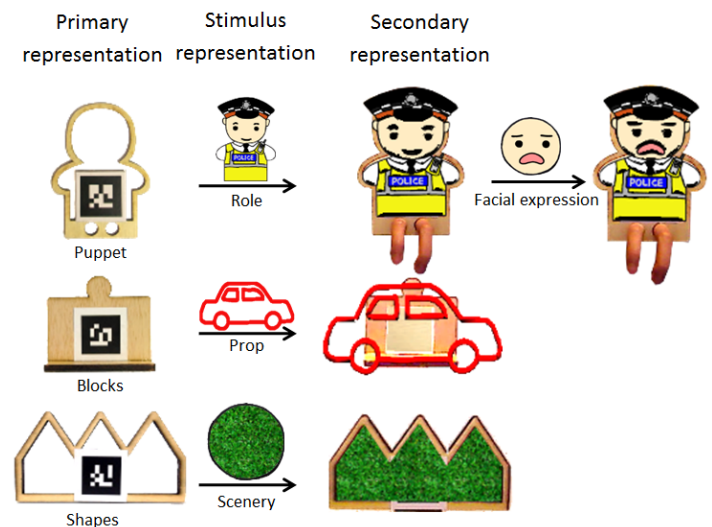 Primary
representation
Stimulus
representation
Secondary
representation
POLICE
Role
POLICE
Facial expression
POLICE
Puppet
Prop
Blocks
Scenery
Shapes